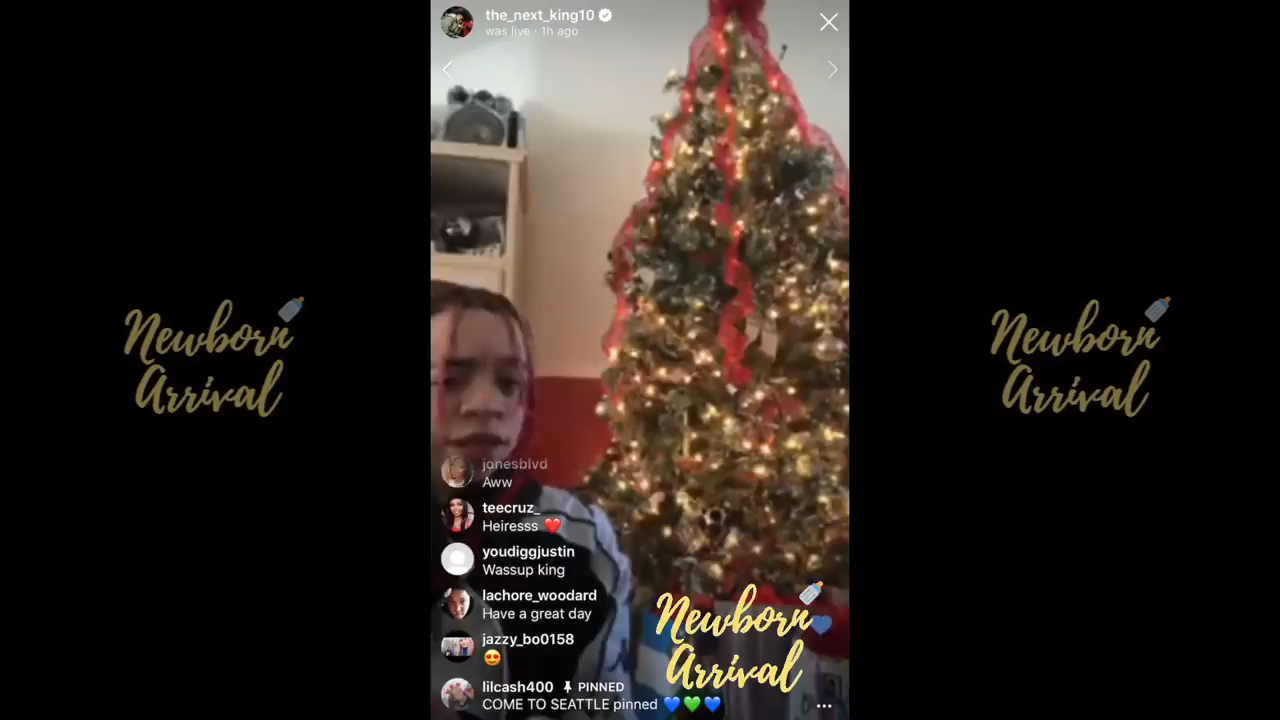 the_next_king10
was live · 1h ago
Newborn
Arrival
jonesblvd
Aww
teecruz_
Heiresss ❤️
youdiggjustin
Wassup king
lachore_woodard
Have a great day
jazzy_bo0158
😍
lilcash400 PINNED
COME TO SEATTLE pinned 💙💚💙
Newborn
Arrival
Newborn
Arrival